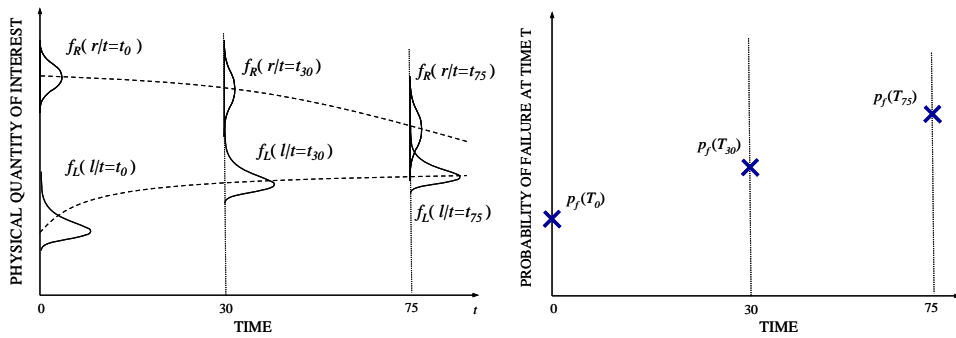 PHYSICAL QUANTITY OF INTEREST
f_R( r/t=t_0)
f_R( r/t=t_30)
f_R( r/t=t_75)
f_L( l/t=t_0)
f_L( l/t=t_30)
f_L( l/t=t_75)
0
30
75
t
TIME
PROBABILITY OF FAILURE AT TIME T
p_f(T_0)
p_f(T_30)
p_f(T_75)
0
30
75
TIME